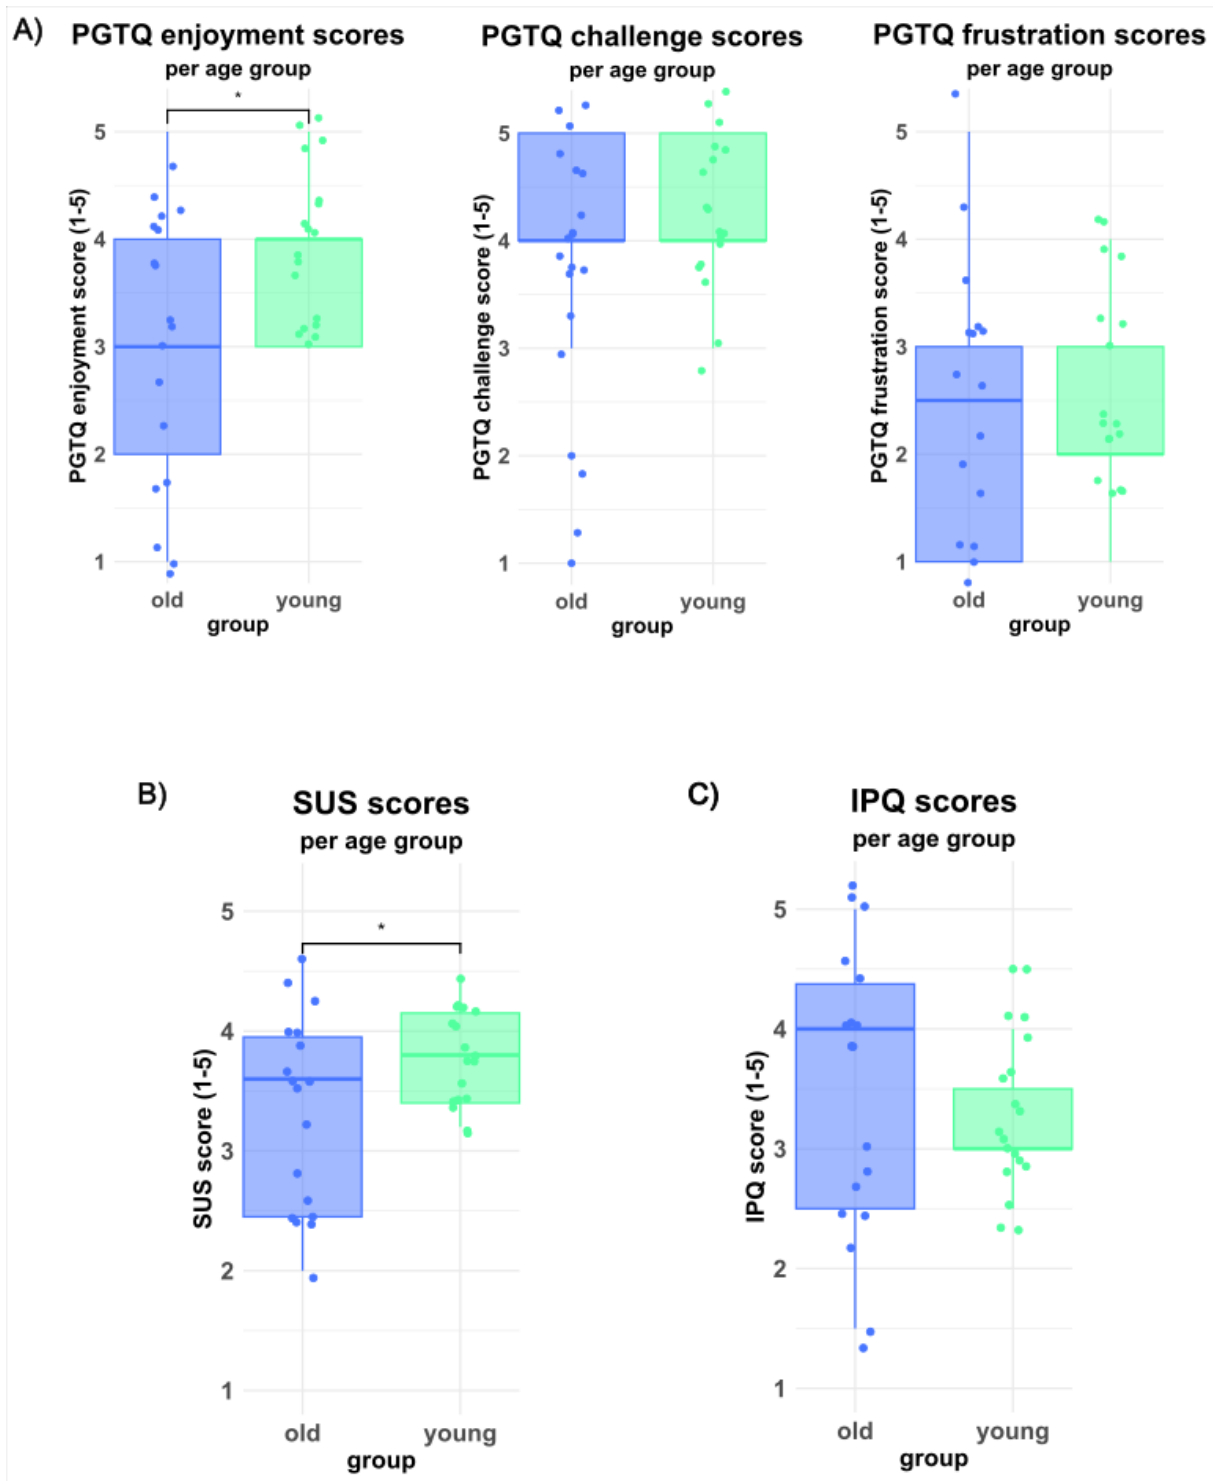 A)
PGTQ enjoyment scores
per age group
*
PGTQ enjoyment score (1-5)
5
4
3
2
1
old young
group
PGTQ challenge scores
per age group
PGTQ challenge score (1-5)
5
4
3
2
1
old young
group
PGTQ frustration scores
per age group
PGTQ frustration score (1-5)
5
4
3
2
1
old young
group
B)
SUS scores
per age group
*
SUS score (1-5)
5
4
3
2
1
old young
group
C)
IPQ scores
per age group
IPQ score (1-5)
5
4
3
2
1
old young
group